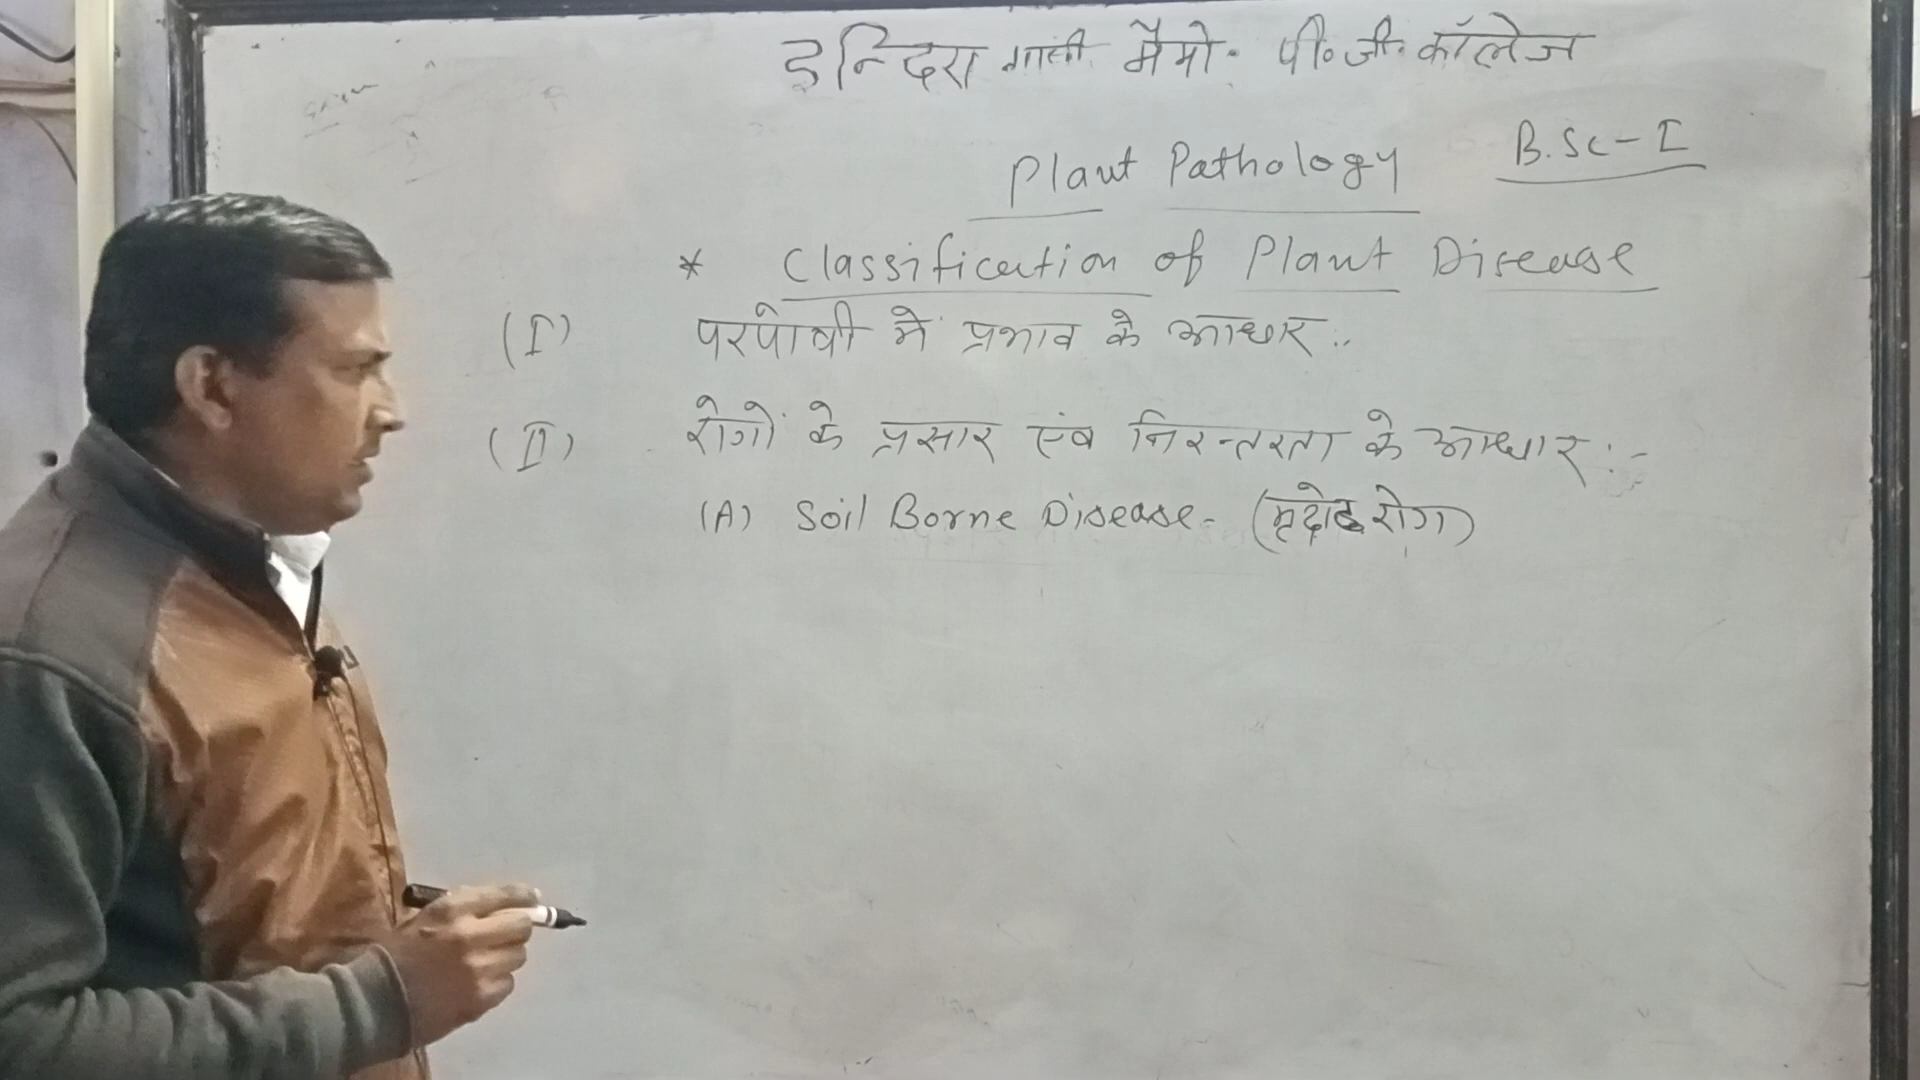 इन्दिरा गांधी मैमो॰ पी॰ जी॰ कॉलेज
Plant Pathology B.Sc-I
* Classification of Plant Disease
(I) परपोषी में प्रभाव के आधार :-
(II) रोगों के प्रसार एंव निरन्तरता के आधार :-
(A) Soil Borne Disease - (मृदोढ रोग)